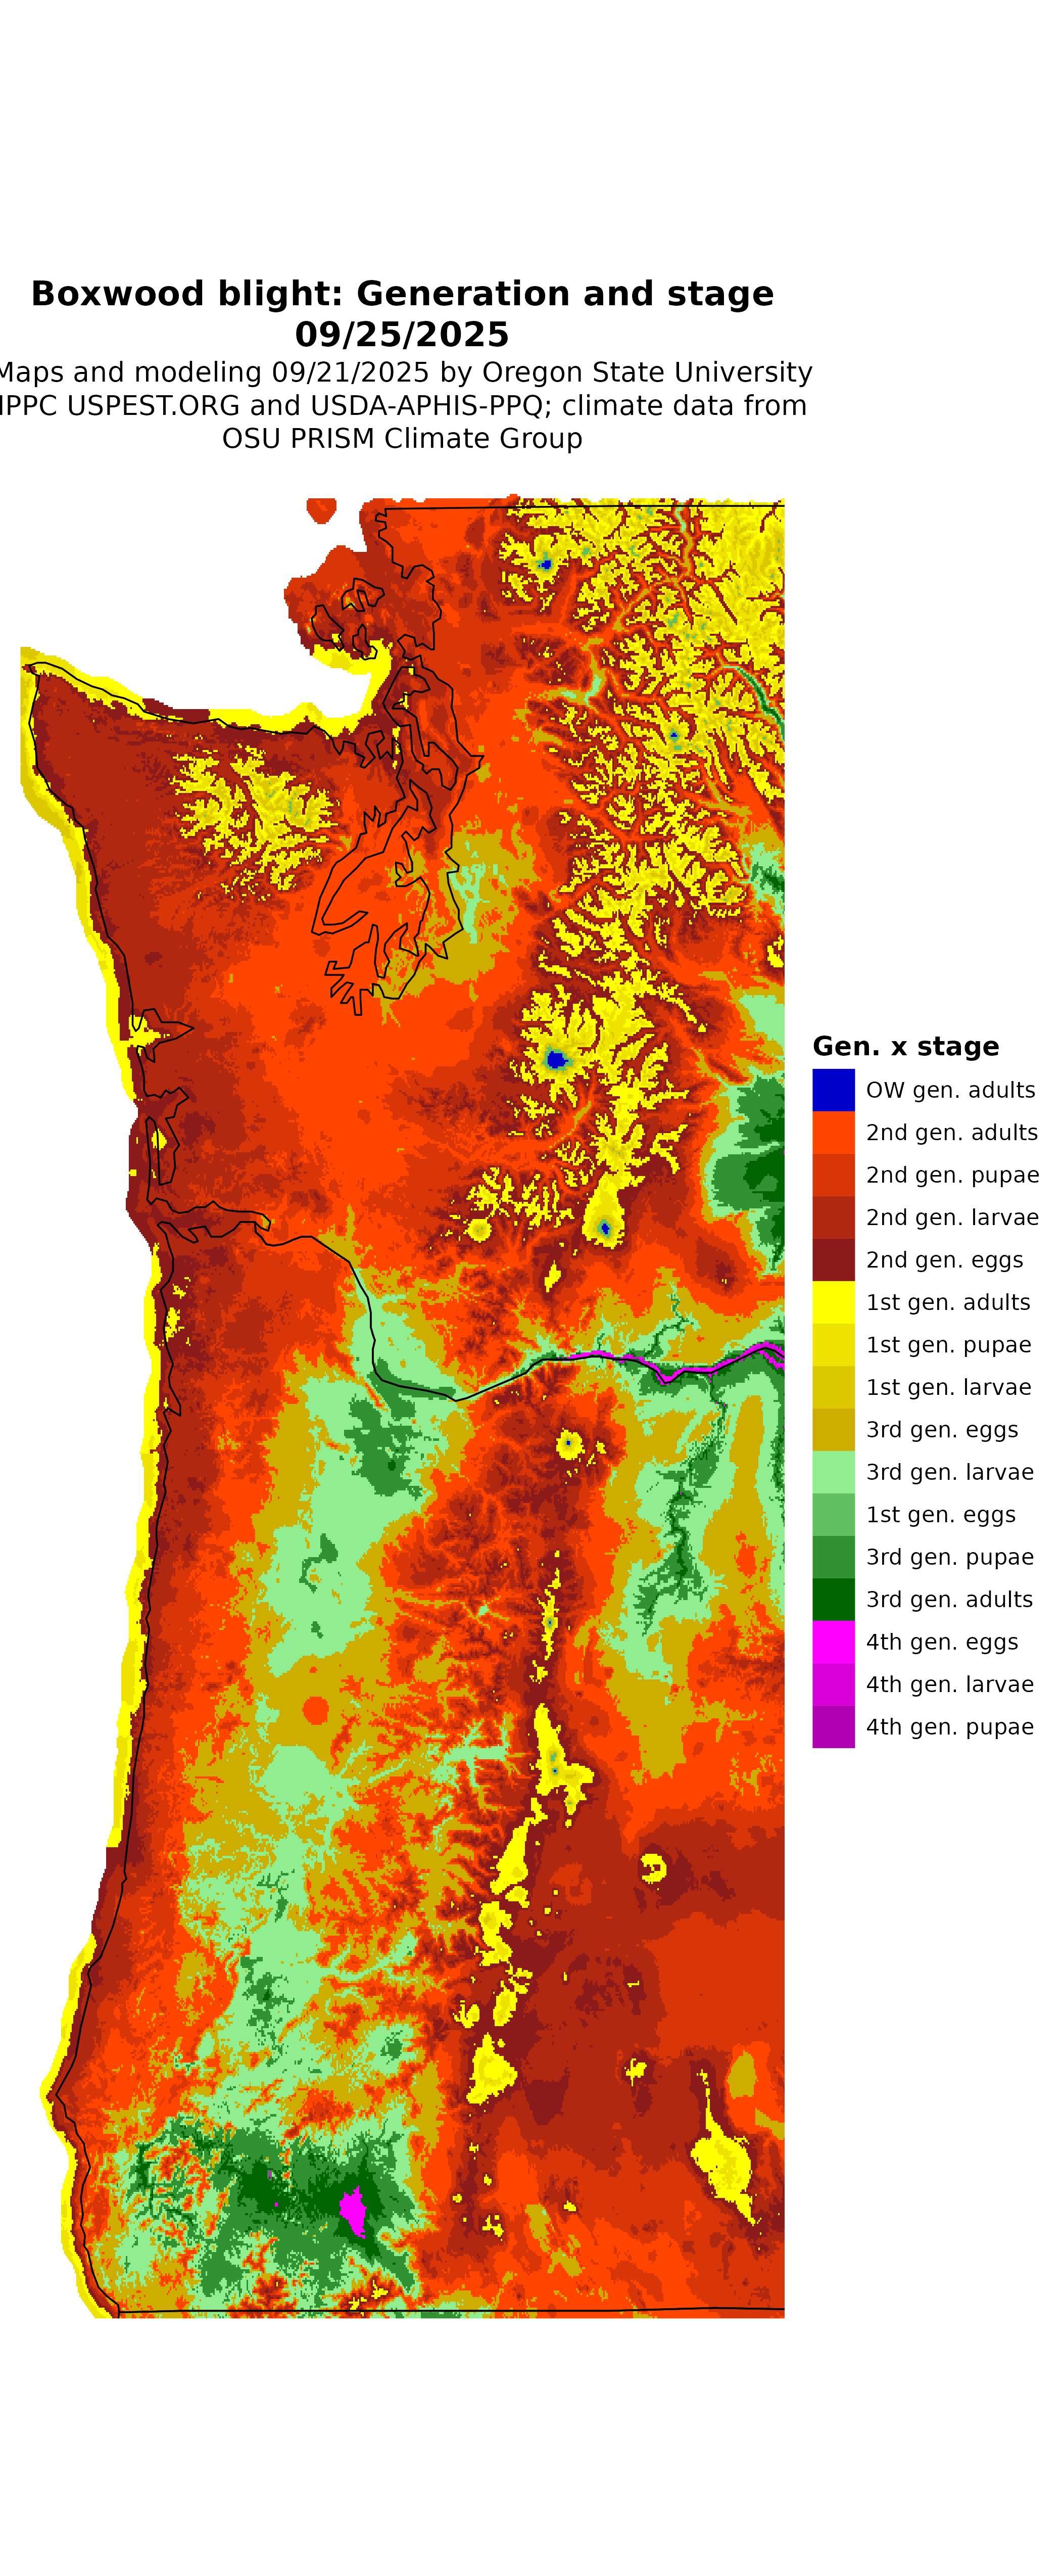 Boxwood blight: Generation and stage
09/25/2025
Maps and modeling 09/21/2025 by Oregon State University
IPPC USPEST.ORG and USDA-APHIS-PPQ; climate data from
OSU PRISM Climate Group
Gen. x stage
OW gen. adults
2nd gen. adults
2nd gen. pupae
2nd gen. larvae
2nd gen. eggs
1st gen. adults
1st gen. pupae
1st gen. larvae
3rd gen. eggs
3rd gen. larvae
1st gen. eggs
3rd gen. pupae
3rd gen. adults
4th gen. eggs
4th gen. larvae
4th gen. pupae